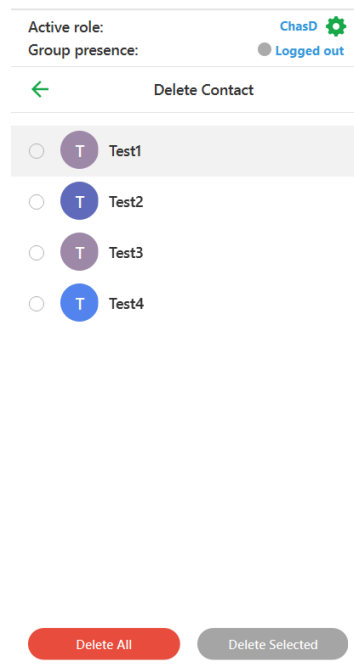 Active role: ChasD
Group presence: Logged out
Delete Contact
T Test1
T Test2
T Test3
T Test4
Delete All Delete Selected